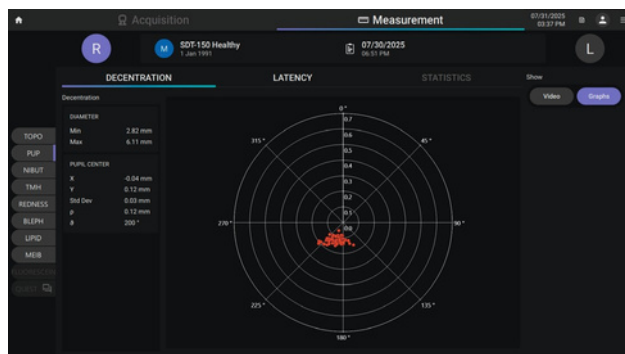 Acquisition
Measurement
07/31/2025
03:37 PM
R
M
SDT-150 Healthy
1 Jan 1991
07/30/2025
06:51 PM
L
DECENTRATION
LATENCY
STATISTICS
Show
Video
Graphs
Decentration
DIAMETER
Min 2.82 mm
Max 6.11 mm
PUPIL CENTER
X -0.04 mm
Y 0.12 mm
Std Dev 0.03 mm
ρ 0.12 mm
θ 200 °
TOPO
PUP
NIBUT
TMH
REDNESS
BLEPH
LIPID
MEIB
QUEST
0 °
45 °
90 °
135 °
180 °
225 °
270 °
315 °
0.7
0.6
0.5
0.4
0.3
0.2
0.0